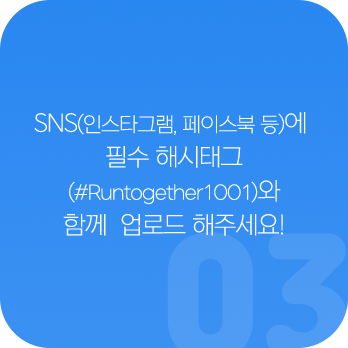 SNS(인스타그램, 페이스북 등)에
필수 해시태그
(#Runtogether1001)와
함께 업로드 해주세요!
03